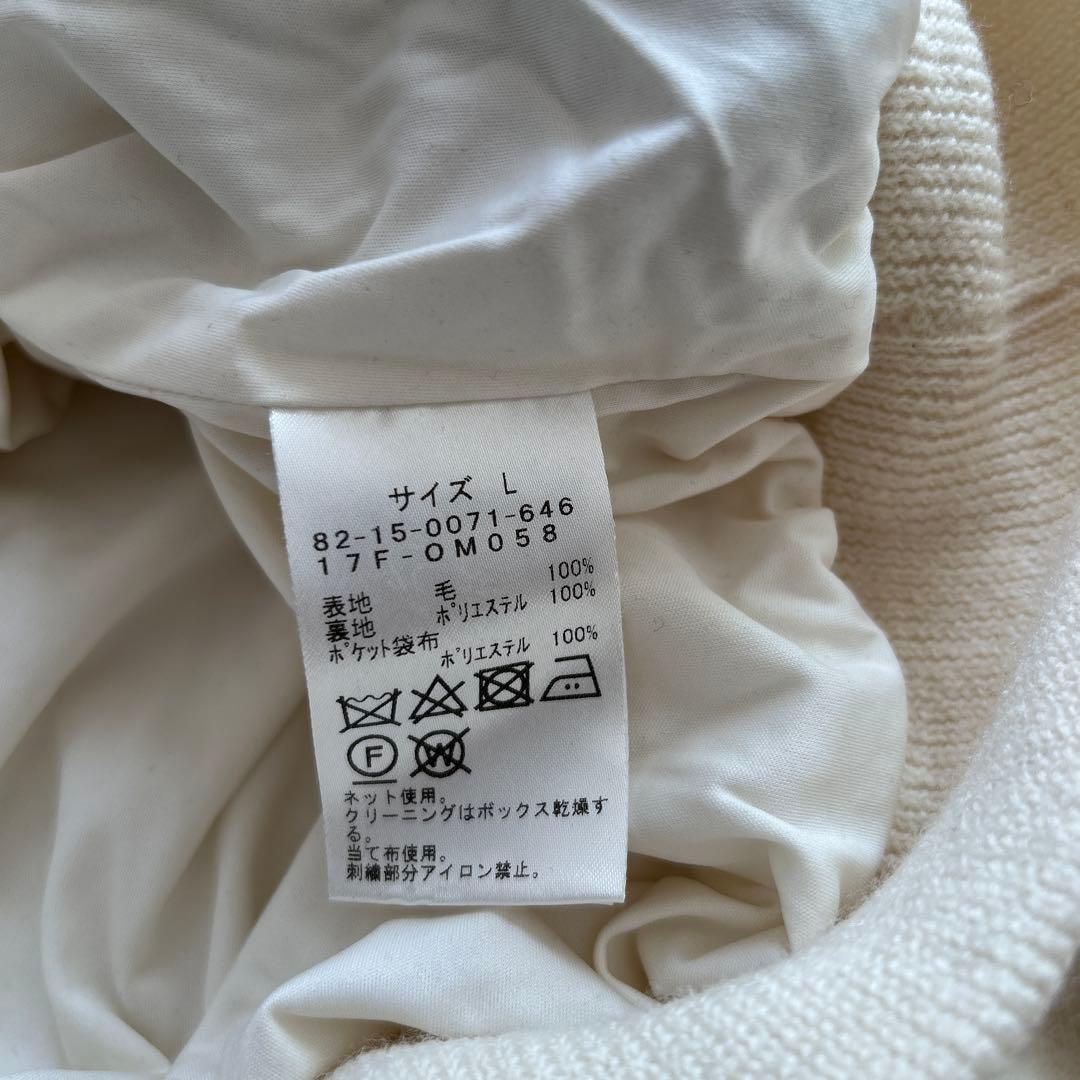 サイズ L
82-15-0071-646
17F-OM058
表地 毛 100%
裏地 ポリエステル 100%
ポケット袋布 ポリエステル 100%
F W
ネット使用。
クリーニングはボックス乾燥す
る。
当て布使用。
刺繍部分アイロン禁止。